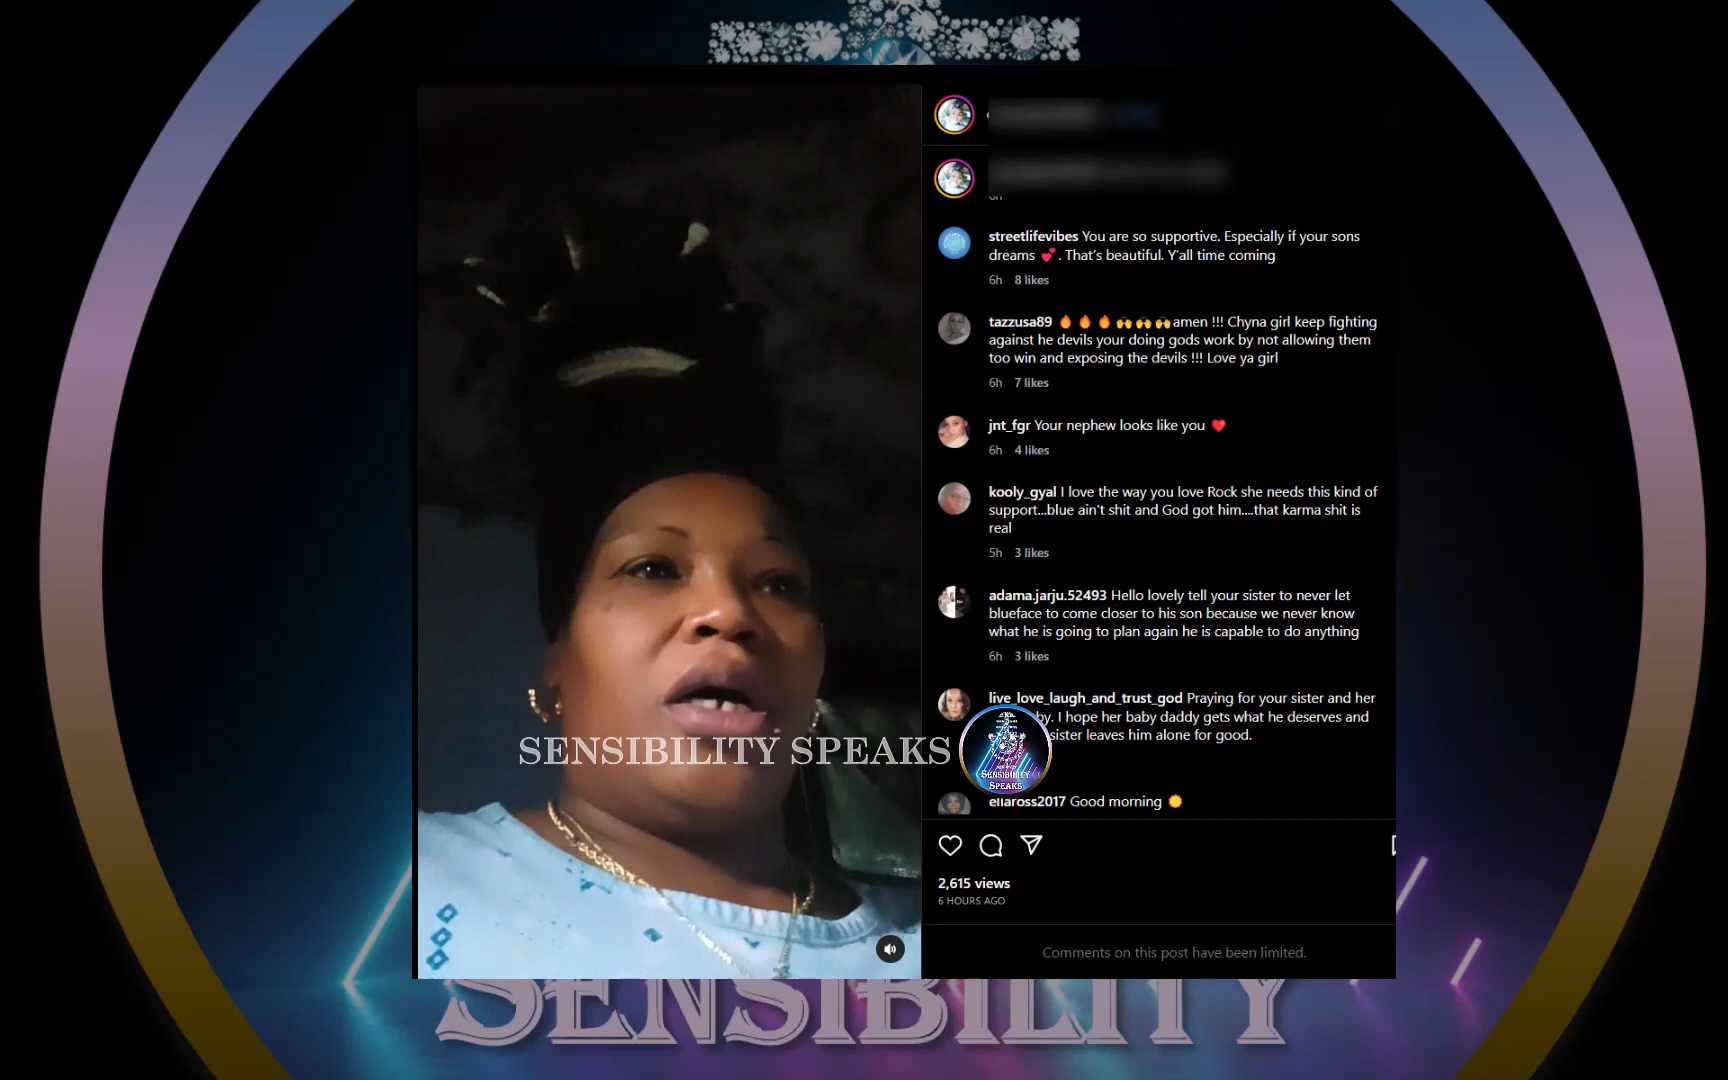 streetlifevibes You are so supportive. Especially if your sons
dreams 💕. That's beautiful. Y'all time coming
6h 8 likes
tazzusa89 🔥🔥🔥🙌🙌🙌amen !!! Chyna girl keep fighting
against he devils your doing gods work by not allowing them
too win and exposing the devils !!! Love ya girl
6h 7 likes
jnt_fgr Your nephew looks like you ❤️
6h 4 likes
kooly_gyal I love the way you love Rock she needs this kind of
support...blue ain't shit and God got him....that karma shit is
real
5h 3 likes
adama.jarju.52493 Hello lovely tell your sister to never let
blueface to come closer to his son because we never know
what he is going to plan again he is capable to do anything
6h 3 likes
live_love_laugh_and_trust_god Praying for your sister and her
by. I hope her baby daddy gets what he deserves and
sister leaves him alone for good.
SENSIBILITY SPEAKS
SENSIBILITY
SPEAKS
ellaross2017 Good morning 🌞
2,615 views
6 HOURS AGO
Comments on this post have been limited.
SENSIBILITY